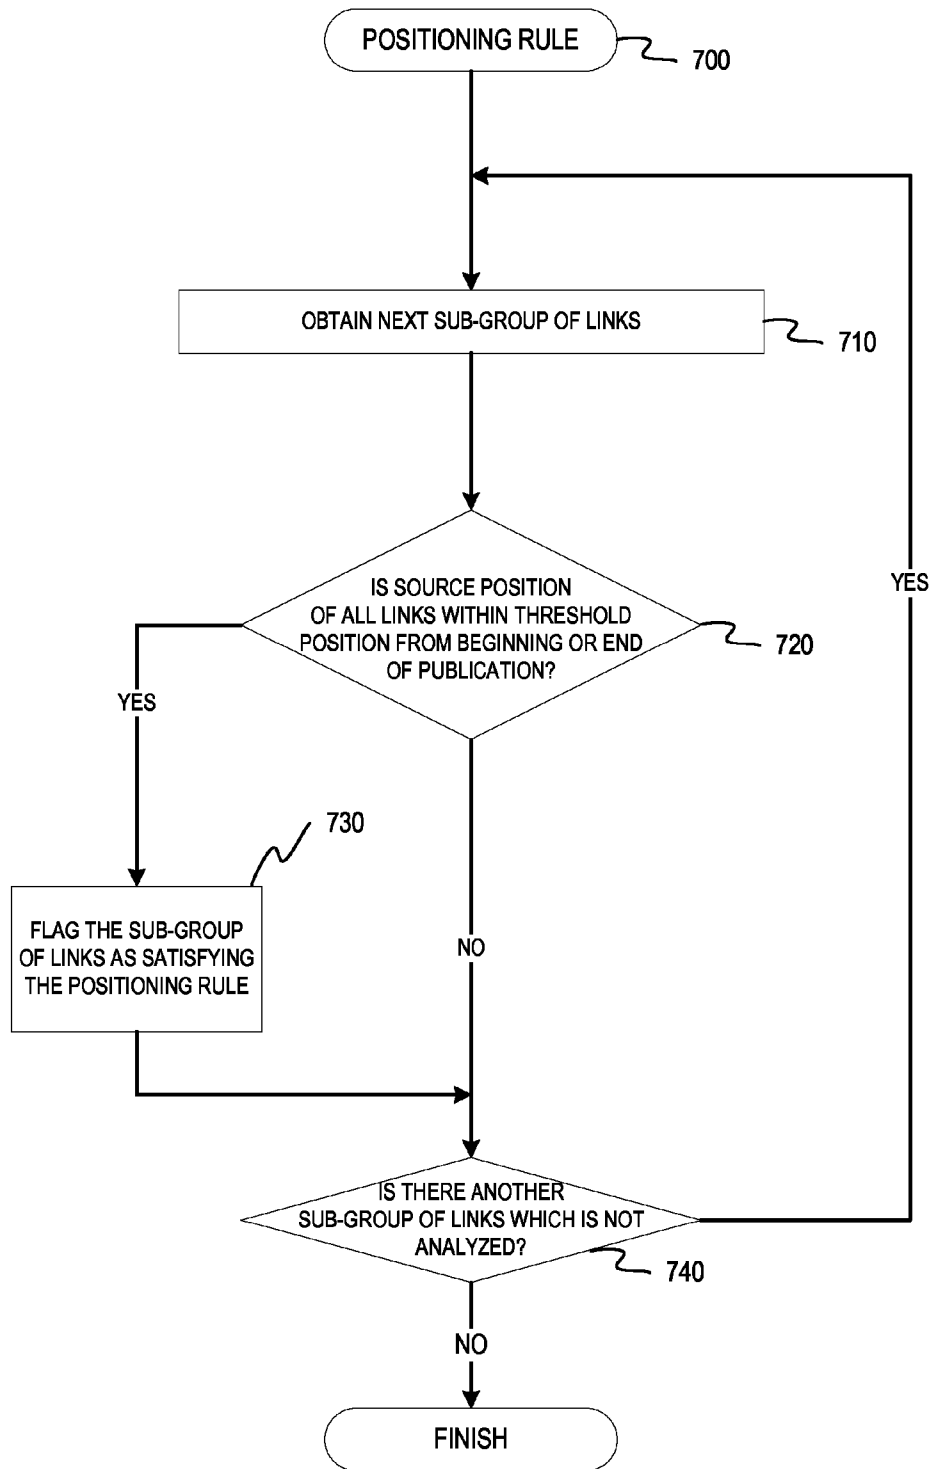 POSITIONING RULE
700
OBTAIN NEXT SUB-GROUP OF LINKS
710
IS SOURCE POSITION
OF ALL LINKS WITHIN THRESHOLD
POSITION FROM BEGINNING OR END
OF PUBLICATION?
720
YES
YES
730
FLAG THE SUB-GROUP
OF LINKS AS SATISFYING
THE POSITIONING RULE
NO
IS THERE ANOTHER
SUB-GROUP OF LINKS WHICH IS NOT
ANALYZED?
740
NO
FINISH